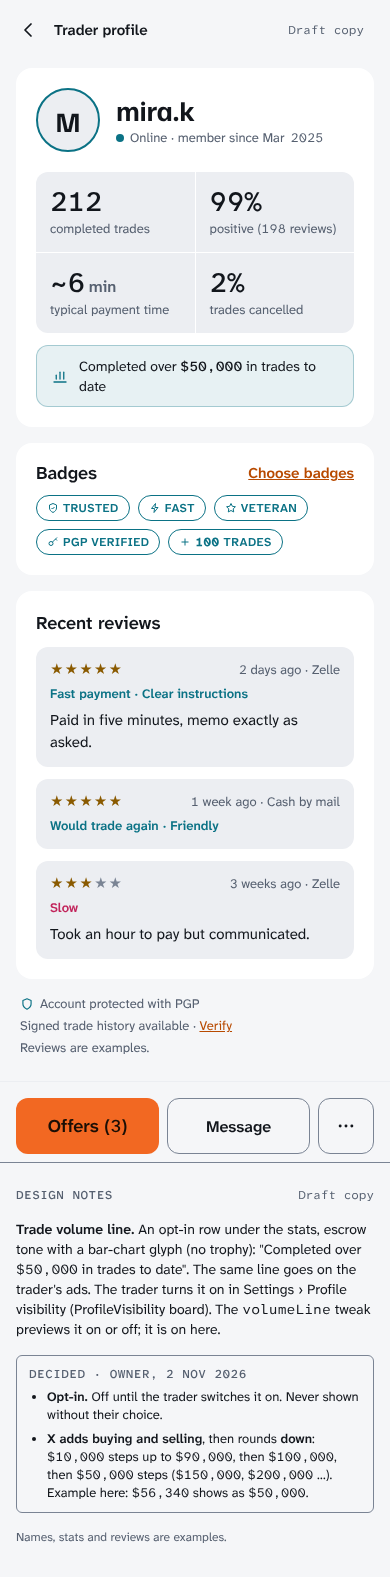 Trader profile
Draft copy
M
mira.k
Online · member since Mar 2025
212
completed trades
99%
positive (198 reviews)
~6 min
typical payment time
2%
trades cancelled
Completed over $50,000 in trades to
date
Badges
Choose badges
TRUSTED
FAST
VETERAN
PGP VERIFIED
100 TRADES
Recent reviews
★★★★★
2 days ago · Zelle
Fast payment · Clear instructions
Paid in five minutes, memo exactly as
asked.
★★★★★
1 week ago · Cash by mail
Would trade again · Friendly
★★★★★
3 weeks ago · Zelle
Slow
Took an hour to pay but communicated.
Account protected with PGP
Signed trade history available · Verify
Reviews are examples.
Offers (3)
Message
···
DESIGN NOTES
Draft copy
Trade volume line. An opt-in row under the stats, escrow
tone with a bar-chart glyph (no trophy): "Completed over
$50,000 in trades to date". The same line goes on the
trader's ads. The trader turns it on in Settings › Profile
visibility (ProfileVisibility board). The volumeLine tweak
previews it on or off; it is on here.
DECIDED · OWNER, 2 NOV 2026
• Opt-in. Off until the trader switches it on. Never shown
without their choice.
• X adds buying and selling, then rounds down:
$10,000 steps up to $90,000, then $100,000,
then $50,000 steps ($150,000, $200,000 …).
Example here: $56,340 shows as $50,000.
Names, stats and reviews are examples.